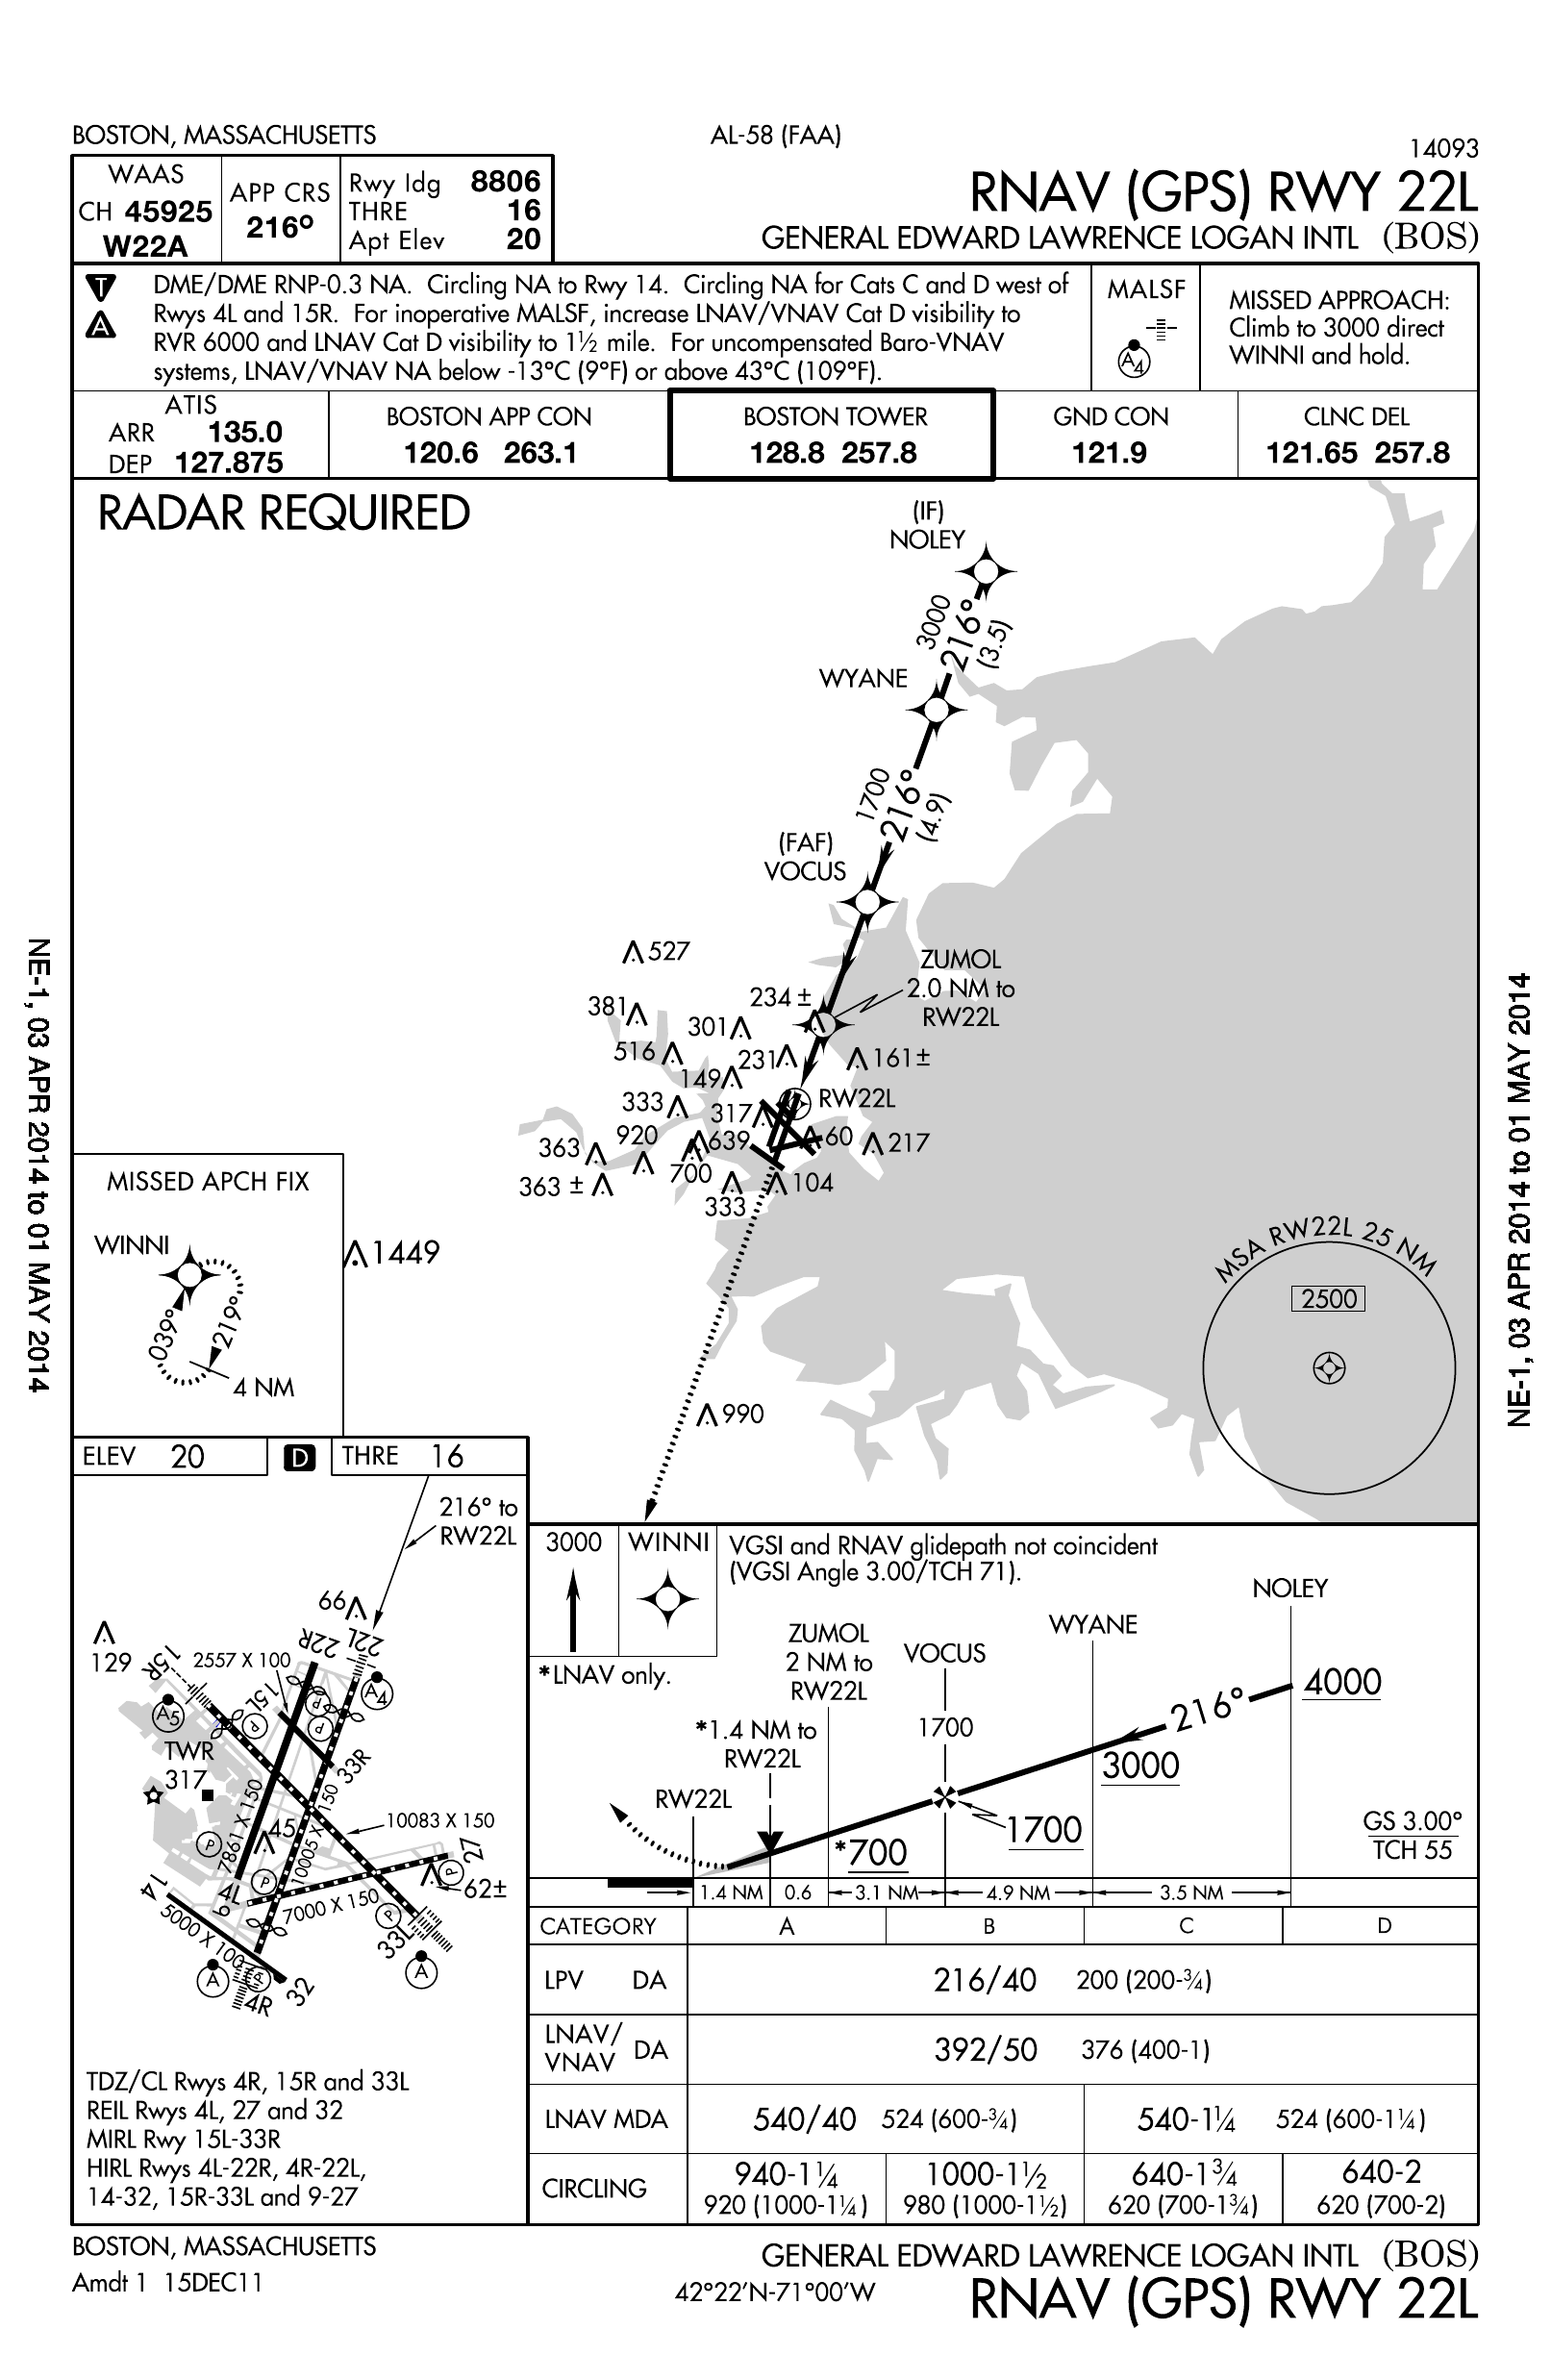 BOSTON, MASSACHUSETTS
AL-58 (FAA)
14093
WAAS
CH 45925
W22A
APP CRS
216°
Rwy ldg 8806
THRE 16
Apt Elev 20
RNAV (GPS) RWY 22L
GENERAL EDWARD LAWRENCE LOGAN INTL (BOS)
T
A
DME/DME RNP-0.3 NA. Circling NA to Rwy 14. Circling NA for Cats C and D west of
Rwys 4L and 15R. For inoperative MALSF, increase LNAV/VNAV Cat D visibility to
RVR 6000 and LNAV Cat D visibility to 1½ mile. For uncompensated Baro-VNAV
systems, LNAV/VNAV NA below -13°C (9°F) or above 43°C (109°F).
MALSF
A4
MISSED APPROACH:
Climb to 3000 direct
WINNI and hold.
ATIS
ARR 135.0
DEP 127.875
BOSTON APP CON
120.6 263.1
BOSTON TOWER
128.8 257.8
GND CON
121.9
CLNC DEL
121.65 257.8
RADAR REQUIRED
(IF)
NOLEY
3000
216°
(3.5)
WYANE
1700
216°
(4.9)
(FAF)
VOCUS
527
ZUMOL
2.0 NM to
RW22L
234 ±
381
301
516
231
161±
149
333
317
RW22L
363
920
639
60
217
363 ±
700
333
104
1449
990
MISSED APCH FIX
WINNI
039°
219°
4 NM
MSA RW22L 25 NM
2500
NE-1, 03 APR 2014 to 01 MAY 2014
NE-1, 03 APR 2014 to 01 MAY 2014
ELEV 20
D
THRE 16
216° to
RW22L
66
129
15R
2557 X 100
22R
22L
15L
P
P
P
A4
A5
TWR
317
33R
7861 X 150
45
10005 X 150
10083 X 150
P
P
P
27
62±
4L
9
7000 X 150
14
5000 X 100
P
33L
P
A
A
4R
32
TDZ/CL Rwys 4R, 15R and 33L
REIL Rwys 4L, 27 and 32
MIRL Rwy 15L-33R
HIRL Rwys 4L-22R, 4R-22L,
14-32, 15R-33L and 9-27
3000
WINNI
VGSI and RNAV glidepath not coincident
(VGSI Angle 3.00/TCH 71).
*LNAV only.
NOLEY
WYANE
VOCUS
ZUMOL
2 NM to
RW22L
*1.4 NM to
RW22L
RW22L
1700
216°
4000
3000
1700
*700
GS 3.00°
TCH 55
1.4 NM
0.6
3.1 NM
4.9 NM
3.5 NM
CATEGORY A B C D
LPV DA 216/40 200 (200-¾)
LNAV/
VNAV DA 392/50 376 (400-1)
LNAV MDA 540/40 524 (600-¾) 540-1¼ 524 (600-1¼)
CIRCLING
940-1¼
920 (1000-1¼)
1000-1½
980 (1000-1½)
640-1¾
620 (700-1¾)
640-2
620 (700-2)
BOSTON, MASSACHUSETTS
Amdt 1 15DEC11
42°22'N-71°00'W
GENERAL EDWARD LAWRENCE LOGAN INTL (BOS)
RNAV (GPS) RWY 22L